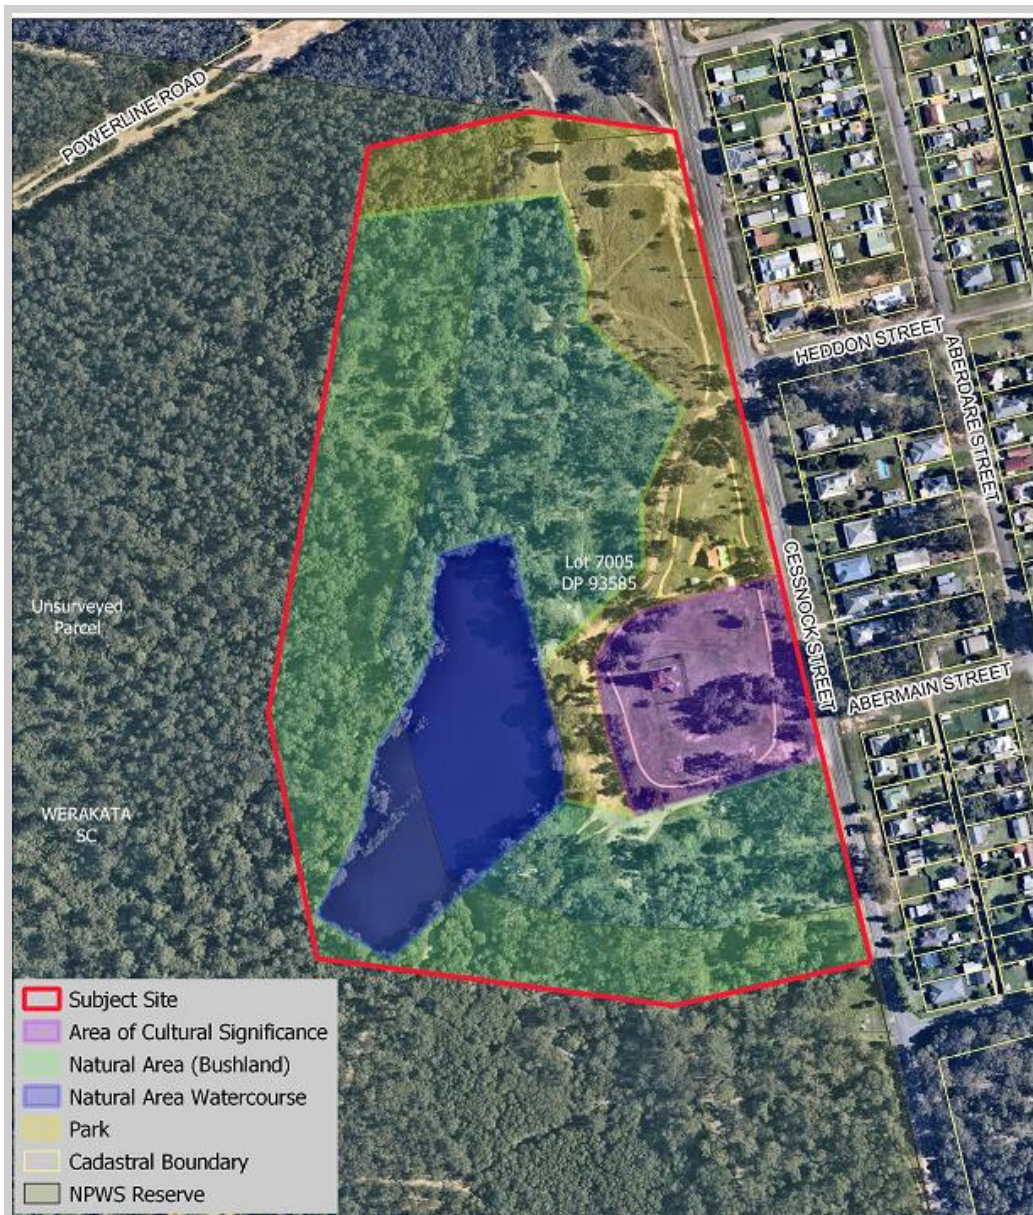 POWERLINE ROAD
HEDDON STREET
ABERDARE STREET
Lot 7005
DP 93585
CESSNOCK STREET
Unsurveyed
Parcel
ABERMAIN STREET
WERAKATA
SC
Subject Site
Area of Cultural Significance
Natural Area (Bushland)
Natural Area Watercourse
Park
Cadastral Boundary
NPWS Reserve